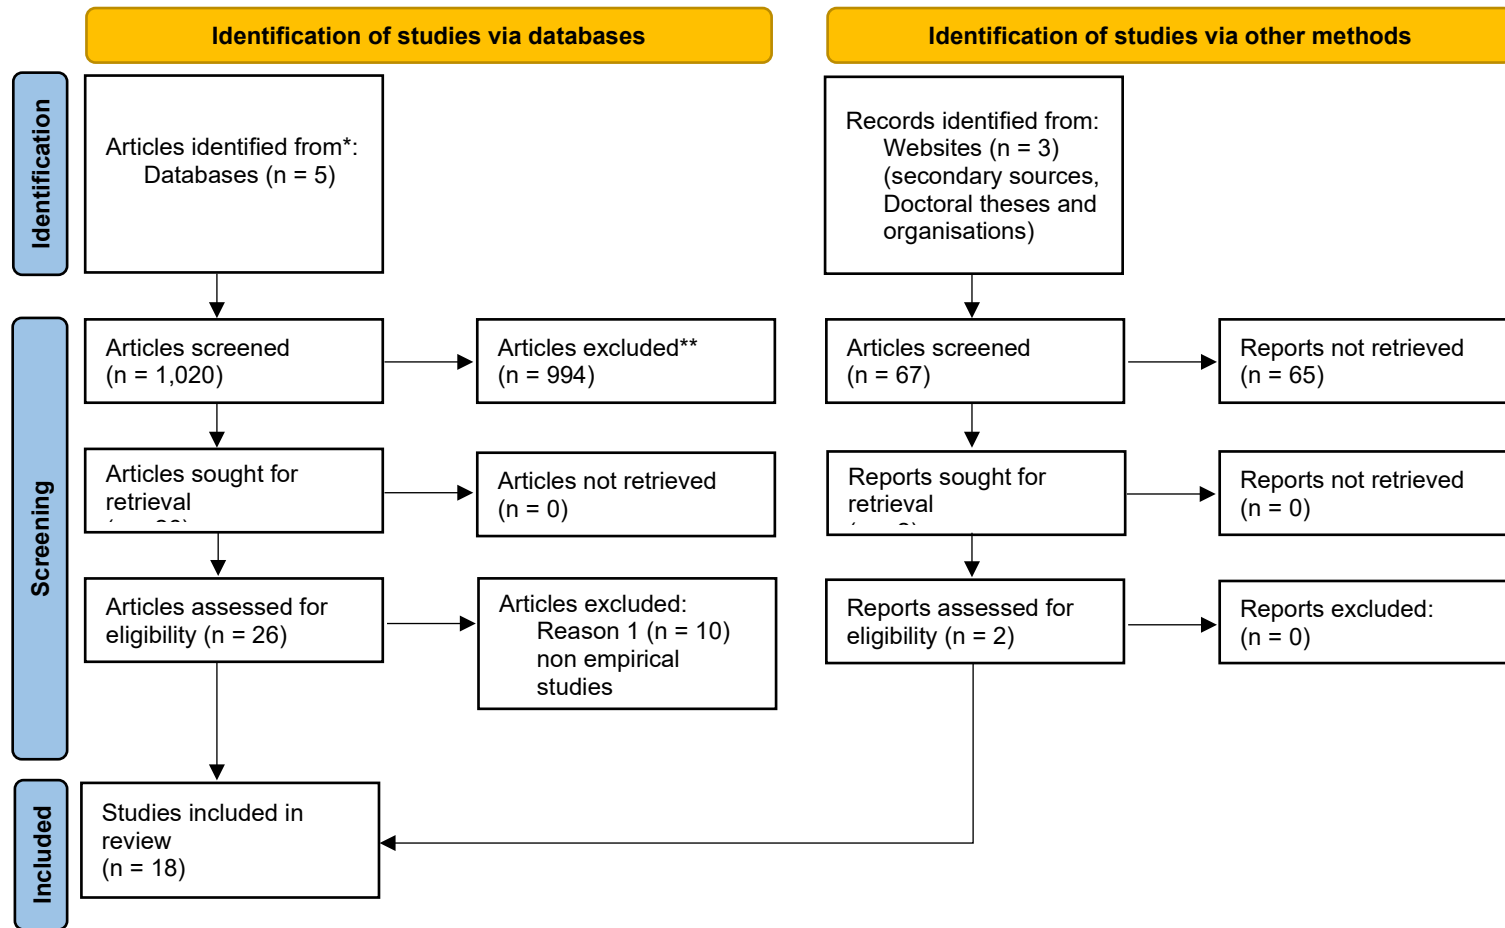 Identification of studies via databases
Identification of studies via other methods
Identification
Articles identified from*:
Databases (n = 5)
Records identified from:
Websites (n = 3)
(secondary sources,
Doctoral theses and
organisations)
Screening
Articles screened
(n = 1,020)
Articles excluded**
(n = 994)
Articles screened
(n = 67)
Reports not retrieved
(n = 65)
Articles sought for
retrieval
Articles not retrieved
(n = 0)
Reports sought for
retrieval
Reports not retrieved
(n = 0)
Articles assessed for
eligibility (n = 26)
Articles excluded:
Reason 1 (n = 10)
non empirical
studies
Reports assessed for
eligibility (n = 2)
Reports excluded:
(n = 0)
Included
Studies included in
review
(n = 18)